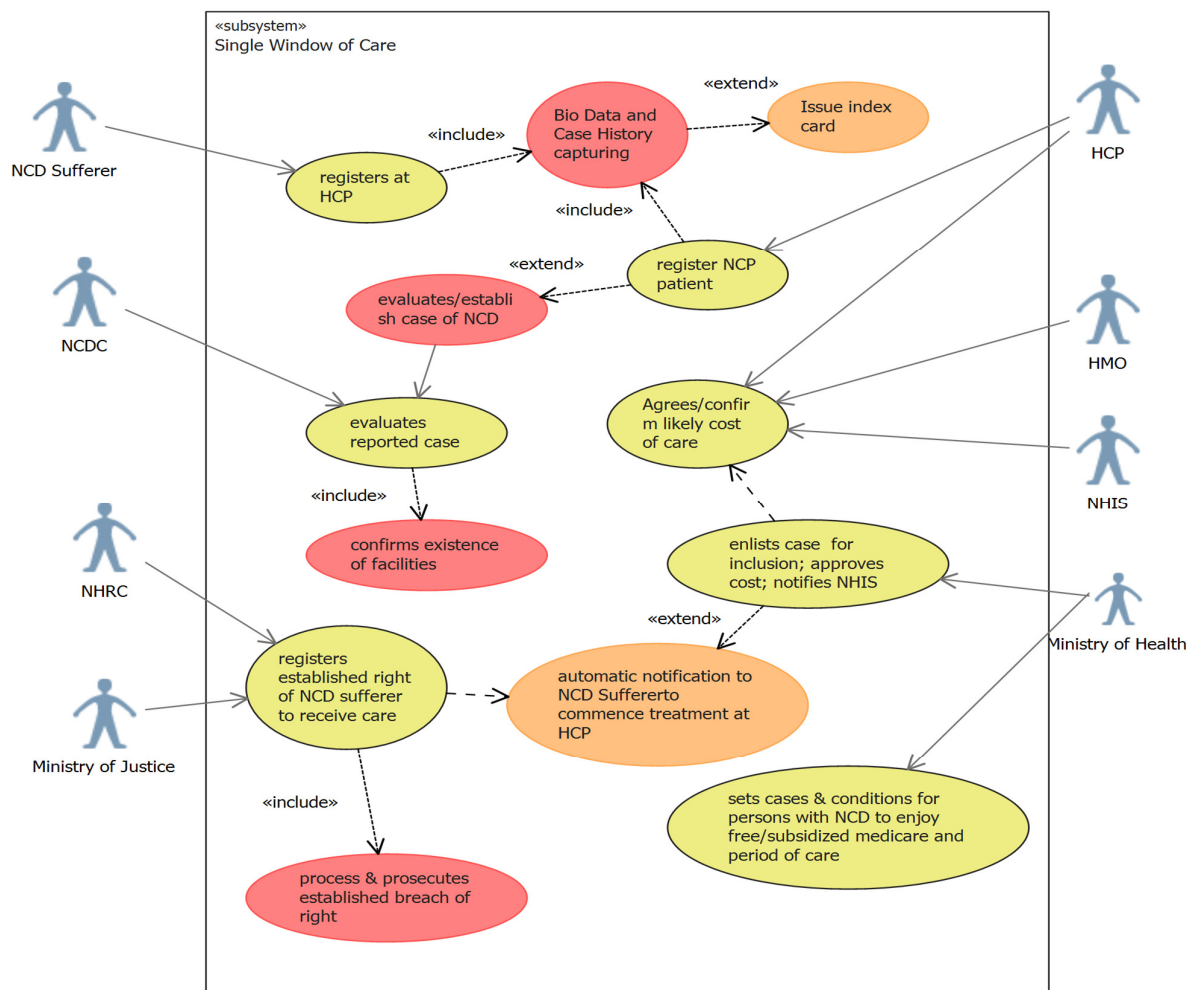 «subsystem»
Single Window of Care
«extend»
Bio Data and
Case History
capturing
Issue index
card
«include»
NCD Sufferer
HCP
registers at
HCP
«include»
«extend»
register NCP
patient
evaluates/establi
sh case of NCD
NCDC
HMO
Agrees/confir
m likely cost
of care
evaluates
reported case
«include»
NHIS
confirms existence
of facilities
enlists case  for
inclusion; approves
cost; notifies NHIS
NHRC
«extend»
Ministry of Health
registers
established right
of NCD sufferer
to receive care
automatic notification to
NCD Suffererto
commence treatment at
HCP
Ministry of Justice
«include»
sets cases & conditions for
persons with NCD to enjoy
free/subsidized medicare and
period of care
process & prosecutes
established breach of
right